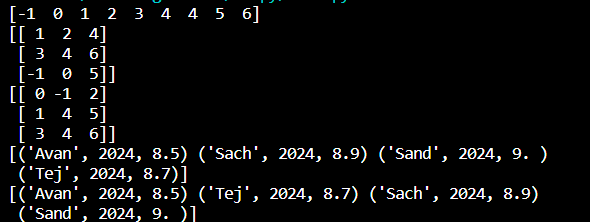 [-1  0  1  2  3  4  4  5  6]
[[ 1  2  4]
 [ 3  4  6]
 [-1  0  5]]
[[ 0 -1  2]
 [ 1  4  5]
 [ 3  4  6]]
[('Avan', 2024, 8.5) ('Sach', 2024, 8.9) ('Sand', 2024, 9. )
 ('Tej', 2024, 8.7)]
[('Avan', 2024, 8.5) ('Tej', 2024, 8.7) ('Sach', 2024, 8.9)
 ('Sand', 2024, 9. )]